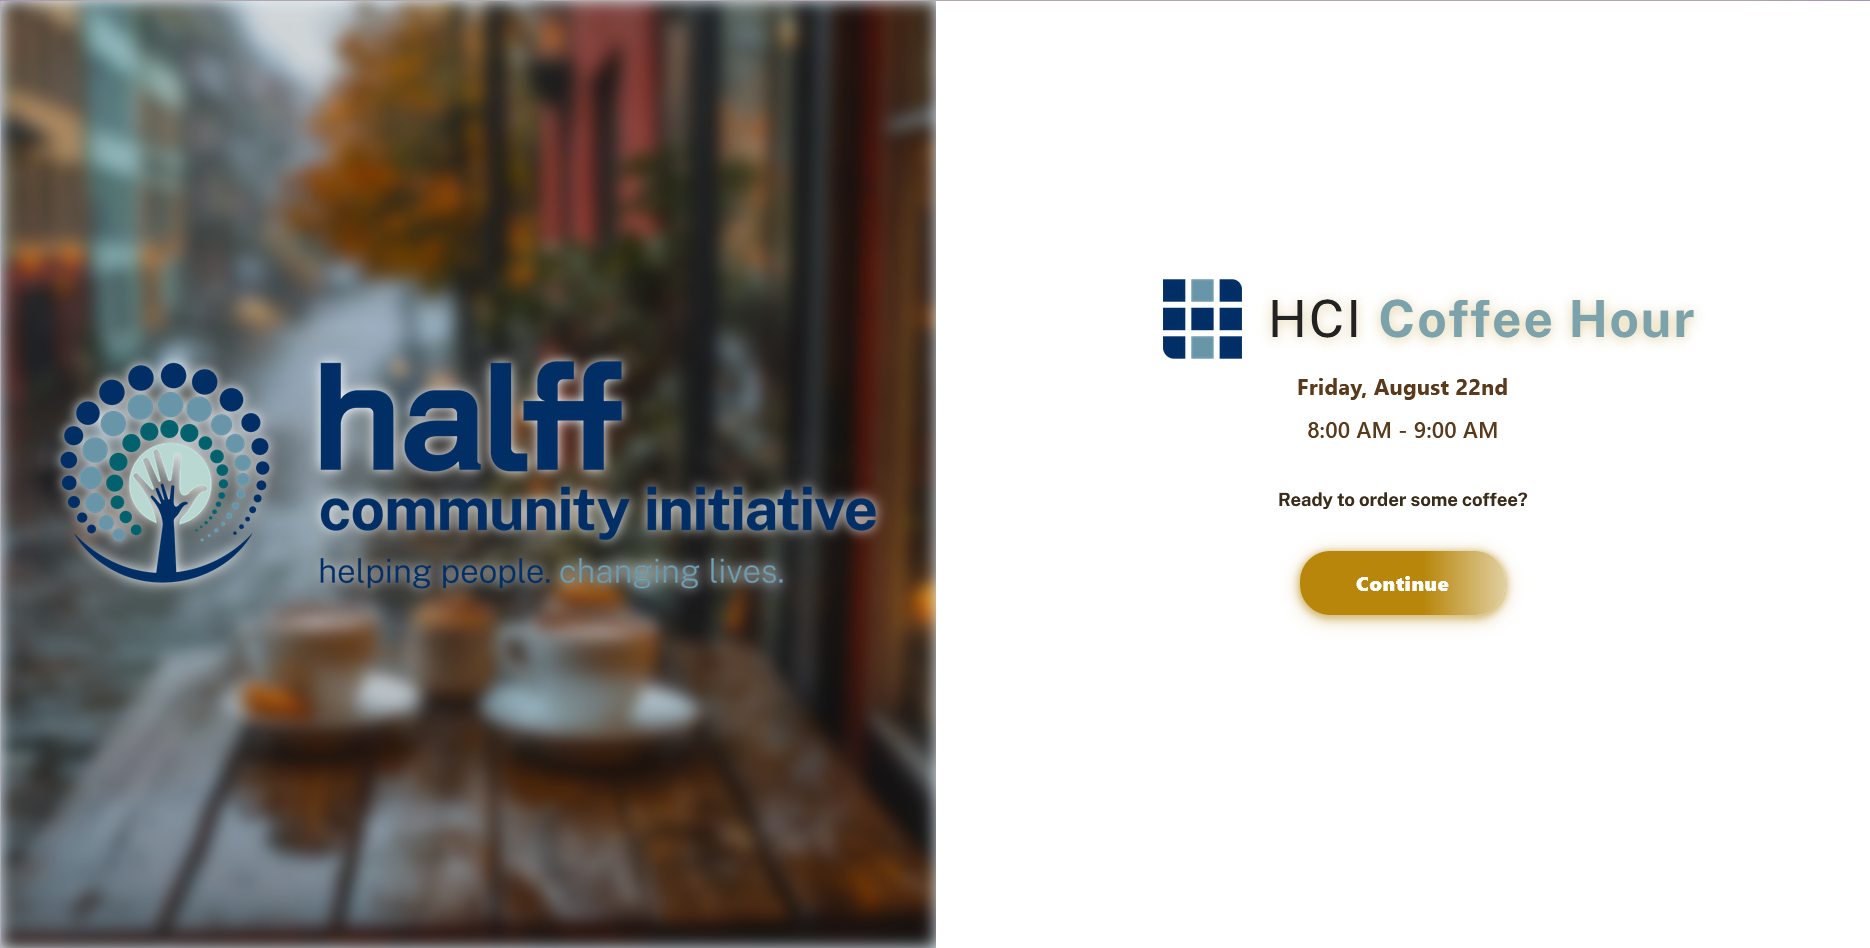 halff
community initiative
helping people. changing lives.
HCI Coffee Hour
Friday, August 22nd
8:00 AM - 9:00 AM
Ready to order some coffee?
Continue